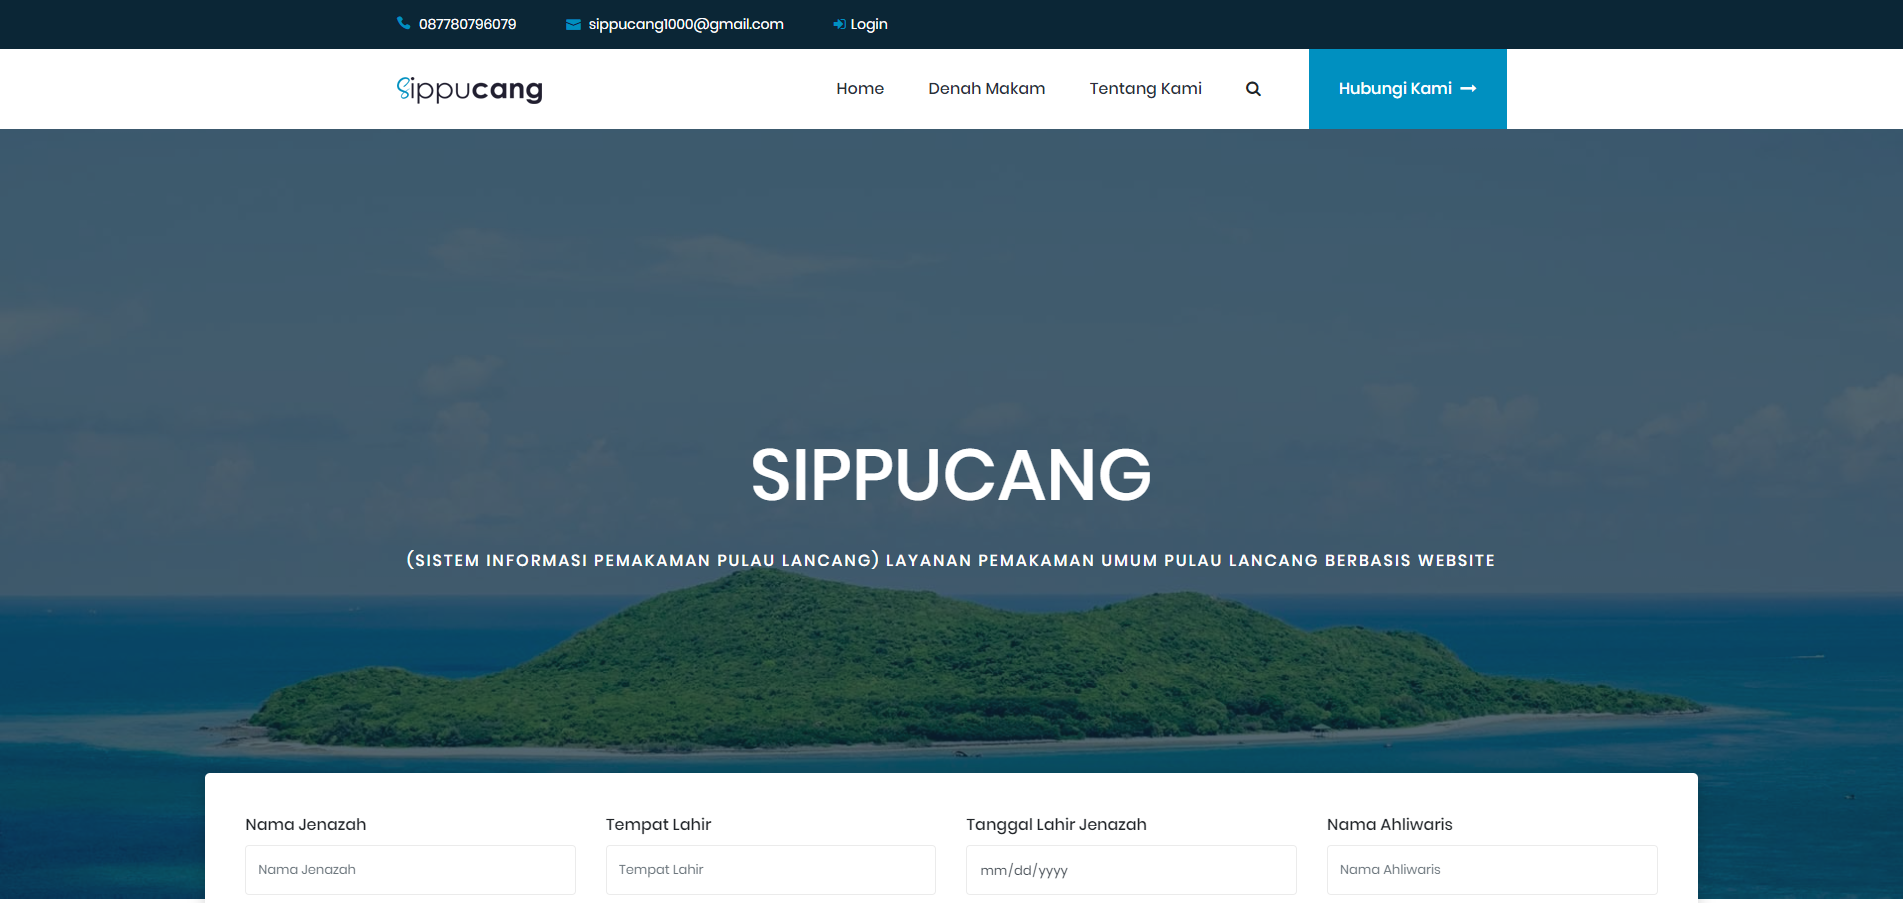 087780796079 sippucang1000@gmail.com Login
Sippucang Home Denah Makam Tentang Kami Hubungi Kami
SIPPUCANG
(SISTEM INFORMASI PEMAKAMAN PULAU LANCANG) LAYANAN PEMAKAMAN UMUM PULAU LANCANG BERBASIS WEBSITE
Nama Jenazah Tempat Lahir Tanggal Lahir Jenazah Nama Ahliwaris
Nama Jenazah Tempat Lahir mm/dd/yyyy Nama Ahliwaris